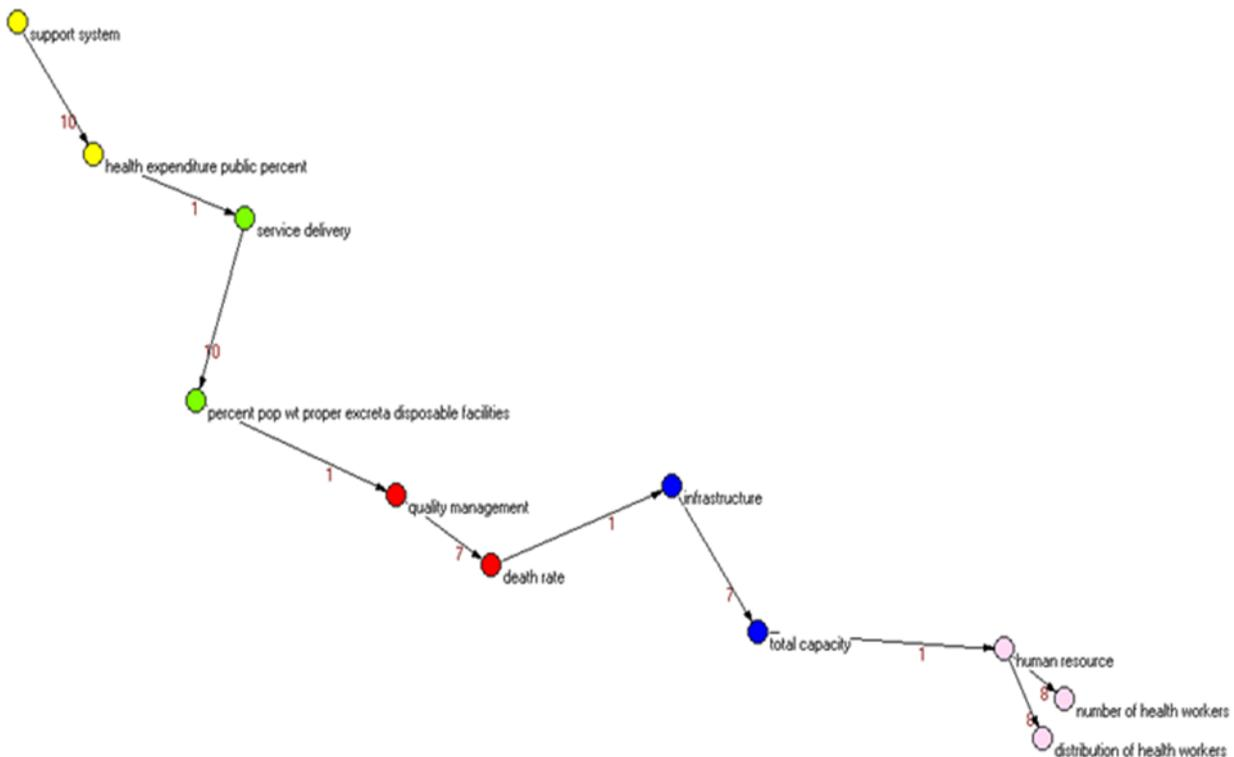 support system
10
health expenditure public percent
1
service delivery
10
percent pop wt proper excreta disposable facilities
1
quality management
7
death rate
1
infrastructure
7
total capacity
1
human resource
8
number of health workers
8
distribution of health workers